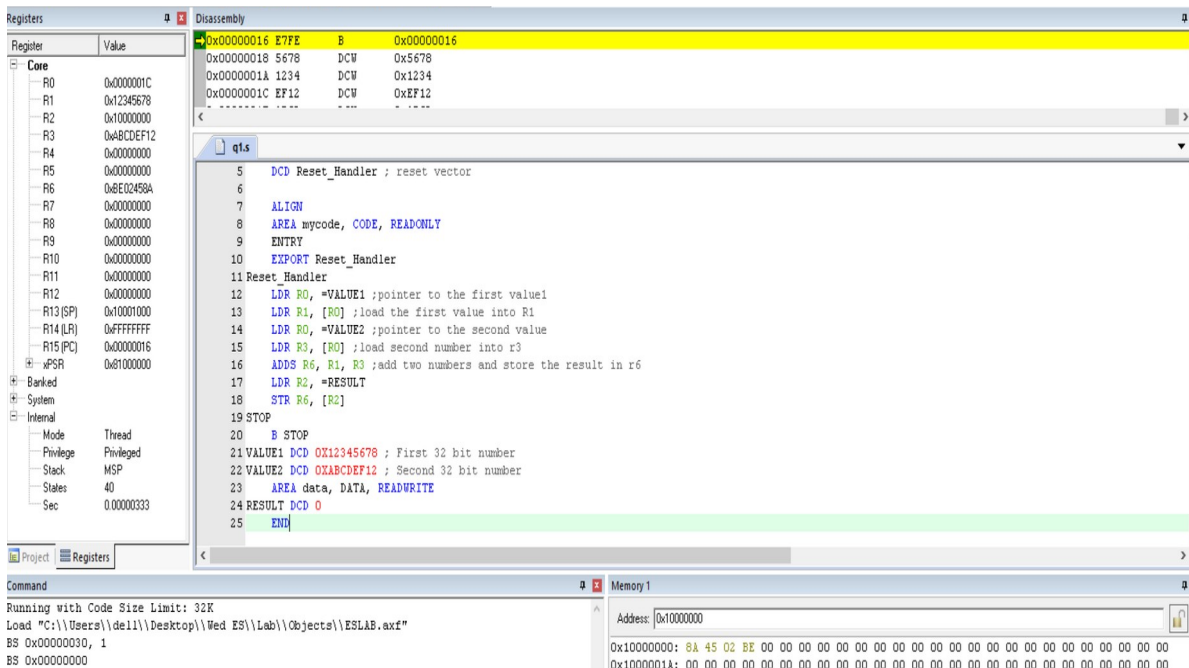 Registers
Register Value
Core
R0 0x0000001C
R1 0x12345678
R2 0x10000000
R3 0xABCDEF12
R4 0x00000000
R5 0x00000000
R6 0xBE02458A
R7 0x00000000
R8 0x00000000
R9 0x00000000
R10 0x00000000
R11 0x00000000
R12 0x00000000
R13 (SP) 0x10001000
R14 (LR) 0xFFFFFFFF
R15 (PC) 0x00000016
xPSR 0x81000000
Banked
System
Internal
Mode Thread
Privilege Privileged
Stack MSP
States 40
Sec 0.00000333
Project Registers
Disassembly
0x00000016 E7FE B 0x00000016
0x00000018 5678 DCW 0x5678
0x0000001A 1234 DCW 0x1234
0x0000001C EF12 DCW 0xEF12
q1.s
5 DCD Reset_Handler ; reset vector
6
7 ALIGN
8 AREA mycode, CODE, READONLY
9 ENTRY
10 EXPORT Reset_Handler
11 Reset_Handler
12 LDR R0, =VALUE1 ;pointer to the first value1
13 LDR R1, [R0] ;load the first value into R1
14 LDR R0, =VALUE2 ;pointer to the second value
15 LDR R3, [R0] ;load second number into r3
16 ADDS R6, R1, R3 ;add two numbers and store the result in r6
17 LDR R2, =RESULT
18 STR R6, [R2]
19 STOP
20 B STOP
21 VALUE1 DCD 0X12345678 ; First 32 bit number
22 VALUE2 DCD 0XABCDEF12 ; Second 32 bit number
23 AREA data, DATA, READWRITE
24 RESULT DCD 0
25 END
Command
Running with Code Size Limit: 32K
Load "C:\\Users\\dell\\Desktop\\Wed ES\\Lab\\Objects\\ESLAB.axf"
BS 0x00000030, 1
BS 0x00000000
Memory 1
Address: 0x10000000
0x10000000: 8A 45 02 BE 00 00 00 00 00 00 00 00 00 00 00 00 00 00 00 00 00 00 00 00 00 00
0x1000001A: 00 00 00 00 00 00 00 00 00 00 00 00 00 00 00 00 00 00 00 00 00 00 00 00 00 00